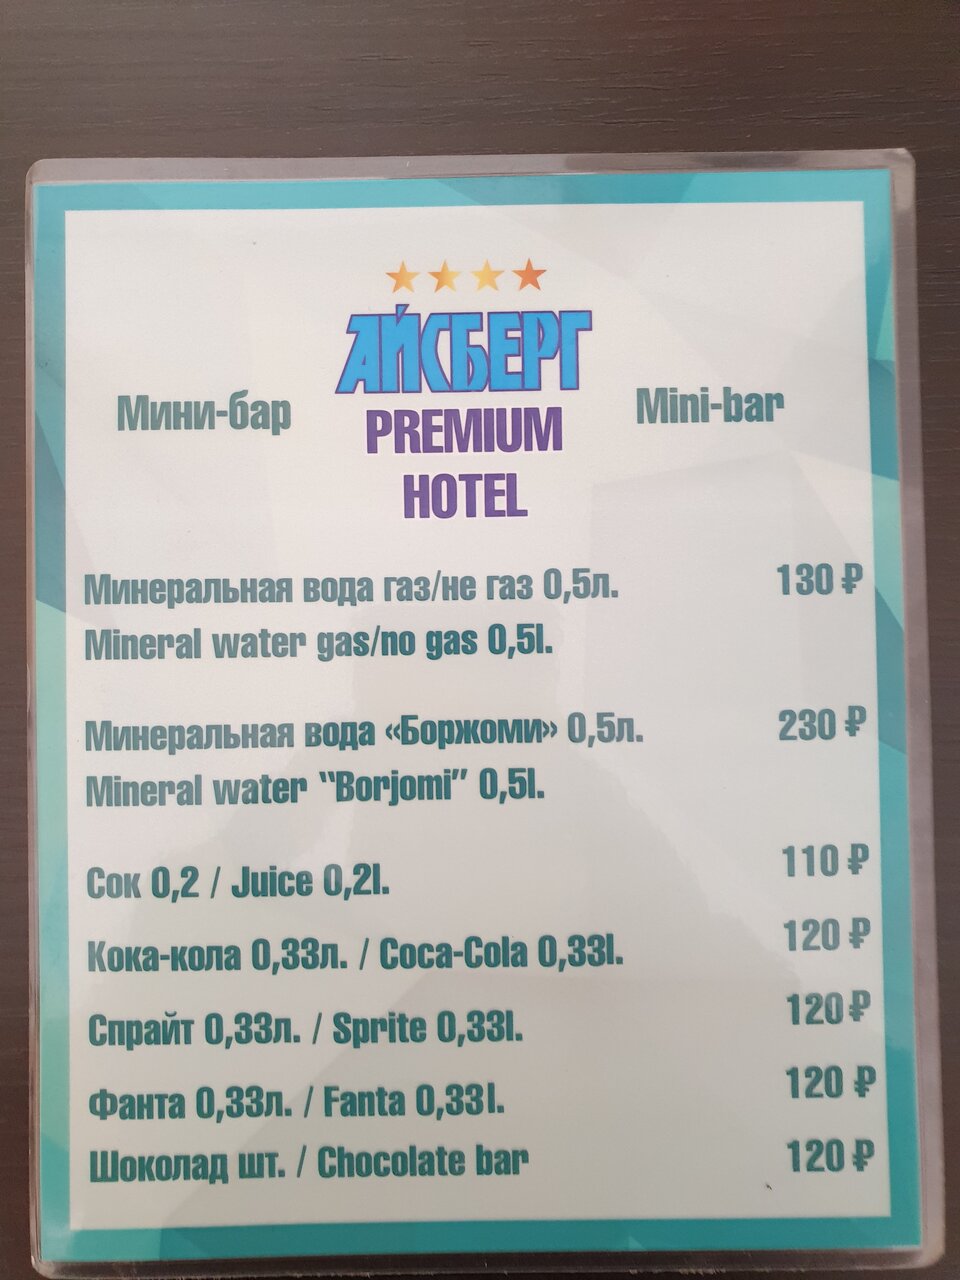 АЙСБЕРГ
Мини-бар
PREMIUM
Mini-bar
HOTEL
Минеральная вода газ/не газ 0,5л. 130 ₽
Mineral water gas/no gas 0,5l.
Минеральная вода «Боржоми» 0,5л. 230 ₽
Mineral water “Borjomi” 0,5l.
Сок 0,2 / Juice 0,2l. 110 ₽
Кока-кола 0,33л. / Coca-Cola 0,33l. 120 ₽
Спрайт 0,33л. / Sprite 0,33l. 120 ₽
Фанта 0,33л. / Fanta 0,33l. 120 ₽
Шоколад шт. / Chocolate bar 120 ₽